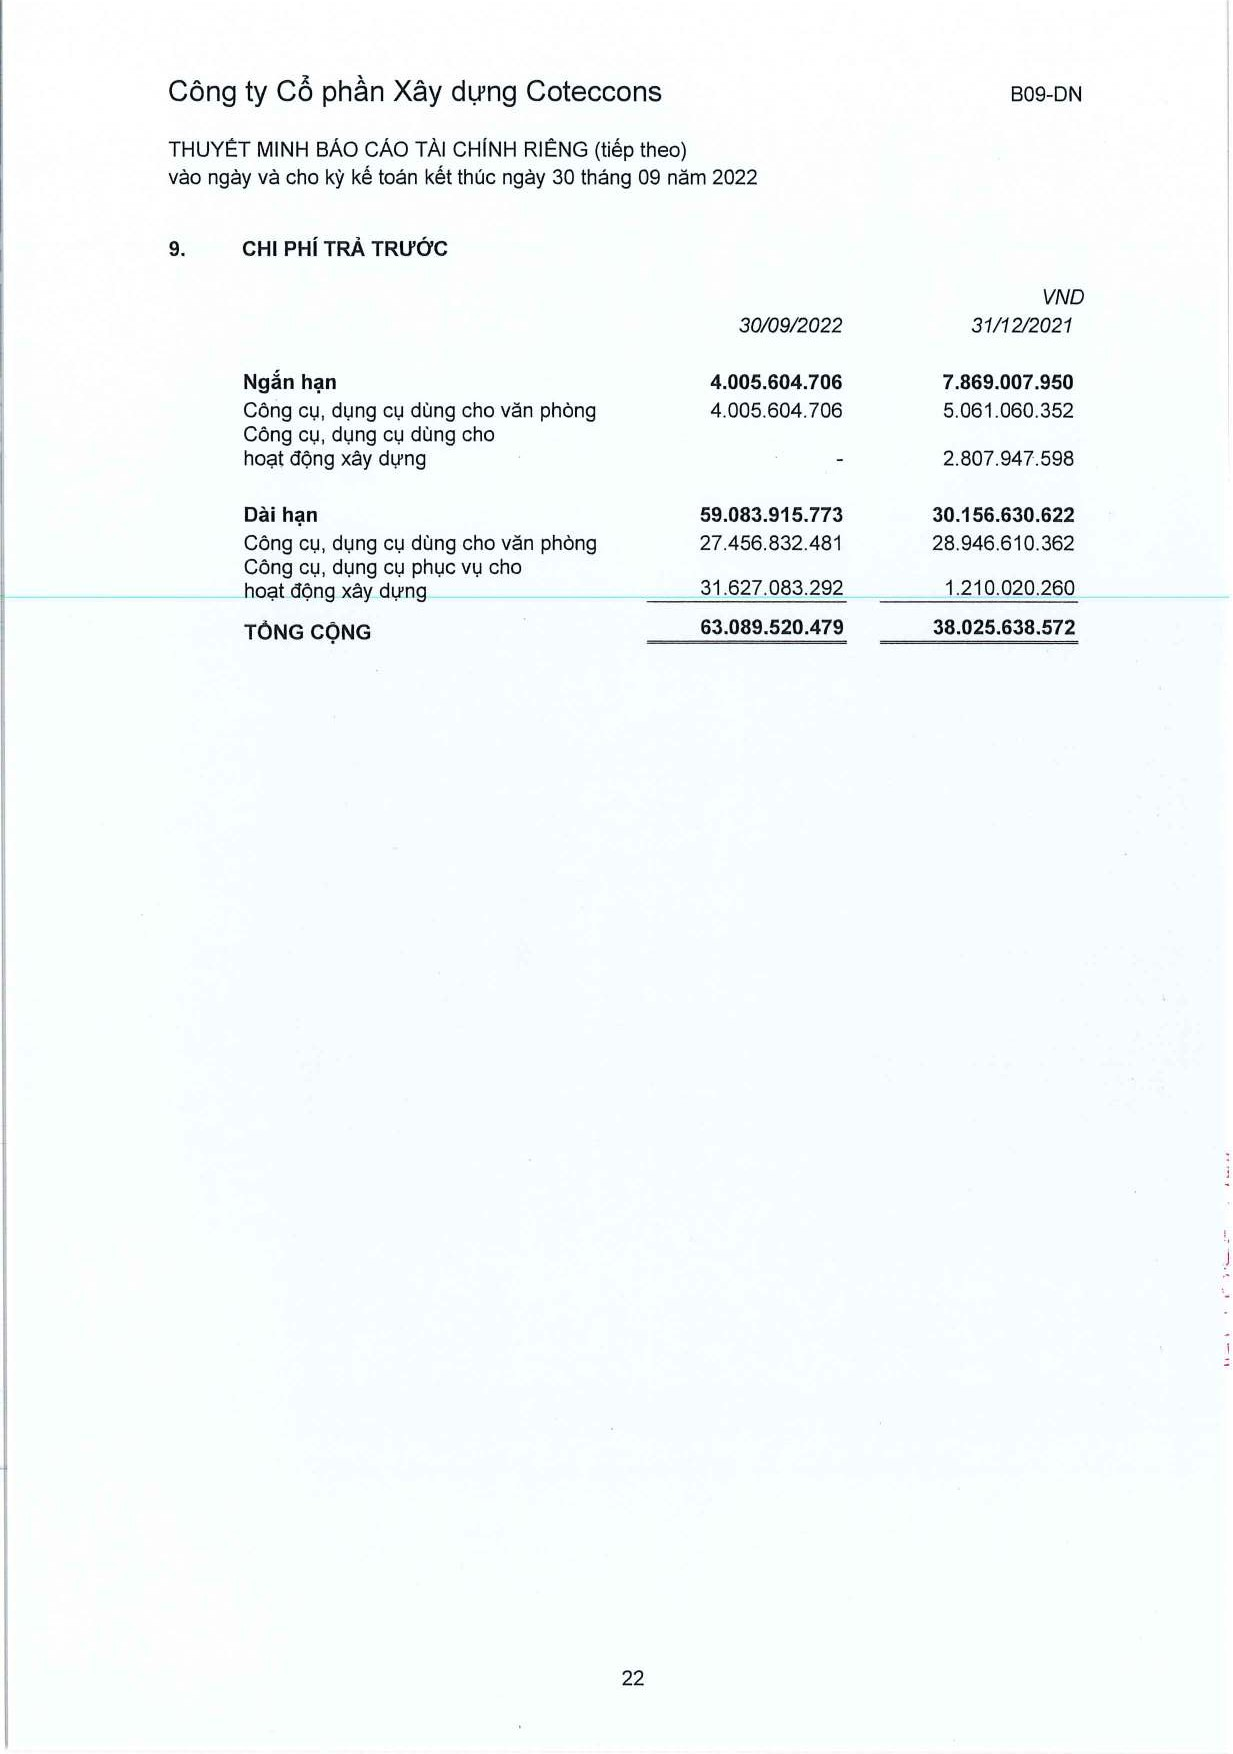 Công ty Cổ phần Xây dựng Coteccons B09-DN
THUYẾT MINH BÁO CÁO TÀI CHÍNH RIÊNG (tiếp theo)
vào ngày và cho kỳ kế toán kết thúc ngày 30 tháng 09 năm 2022
9. CHI PHÍ TRẢ TRƯỚC
VND
30/09/2022 31/12/2021
Ngắn hạn 4.005.604.706 7.869.007.950
Công cụ, dụng cụ dùng cho văn phòng 4.005.604.706 5.061.060.352
Công cụ, dụng cụ dùng cho
hoạt động xây dựng - 2.807.947.598
Dài hạn 59.083.915.773 30.156.630.622
Công cụ, dụng cụ dùng cho văn phòng 27.456.832.481 28.946.610.362
Công cụ, dụng cụ phục vụ cho
hoạt động xây dựng 31.627.083.292 1.210.020.260
TỔNG CỘNG 63.089.520.479 38.025.638.572
22